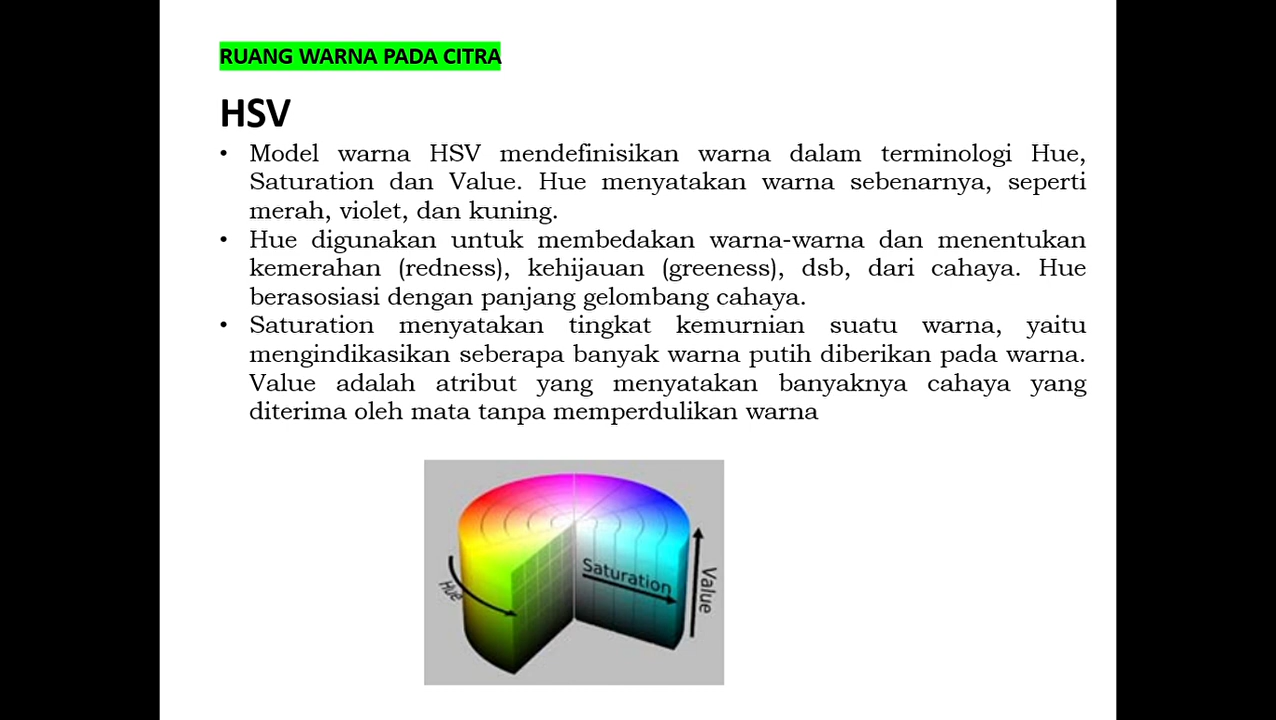 RUANG WARNA PADA CITRA
HSV
• Model warna HSV mendefinisikan warna dalam terminologi Hue,
Saturation dan Value. Hue menyatakan warna sebenarnya, seperti
merah, violet, dan kuning.
• Hue digunakan untuk membedakan warna-warna dan menentukan
kemerahan (redness), kehijauan (greeness), dsb, dari cahaya. Hue
berasosiasi dengan panjang gelombang cahaya.
• Saturation menyatakan tingkat kemurnian suatu warna, yaitu
mengindikasikan seberapa banyak warna putih diberikan pada warna.
Value adalah atribut yang menyatakan banyaknya cahaya yang
diterima oleh mata tanpa memperdulikan warna
Saturation
Hue
Value